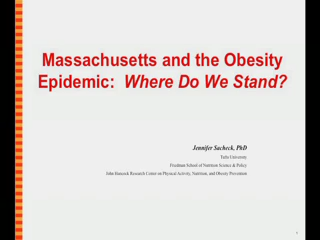 Massachusetts and the Obesity
Epidemic: Where Do We Stand?
Jennifer Sacheck, PhD
Tufts University
Friedman School of Nutrition Science & Policy
John Hancock Research Center on Physical Activity, Nutrition, and Obesity Prevention